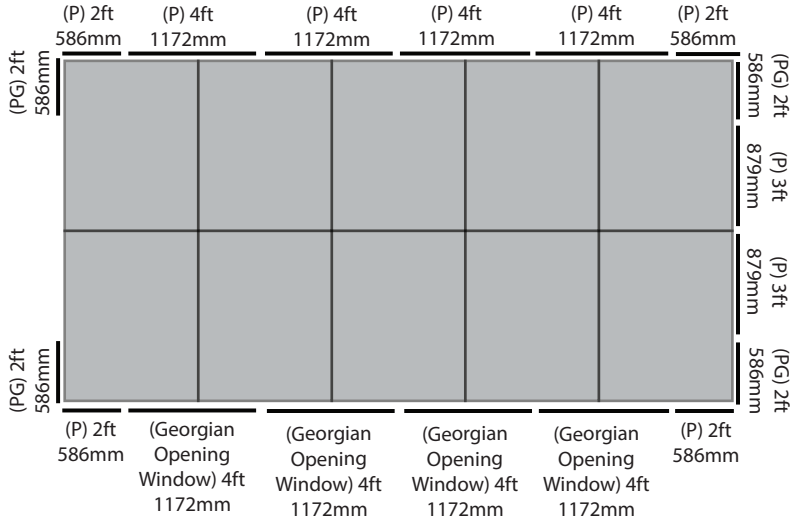 (P) 2ft
586mm
(P) 4ft
1172mm
(P) 4ft
1172mm
(P) 4ft
1172mm
(P) 4ft
1172mm
(P) 2ft
586mm
(PG) 2ft
586mm
(PG) 2ft
586mm
(P) 3ft
879mm
(P) 3ft
879mm
(PG) 2ft
586mm
(PG) 2ft
586mm
(P) 2ft
586mm
(Georgian
Opening
Window) 4ft
1172mm
(Georgian
Opening
Window) 4ft
1172mm
(Georgian
Opening
Window) 4ft
1172mm
(Georgian
Opening
Window) 4ft
1172mm
(P) 2ft
586mm